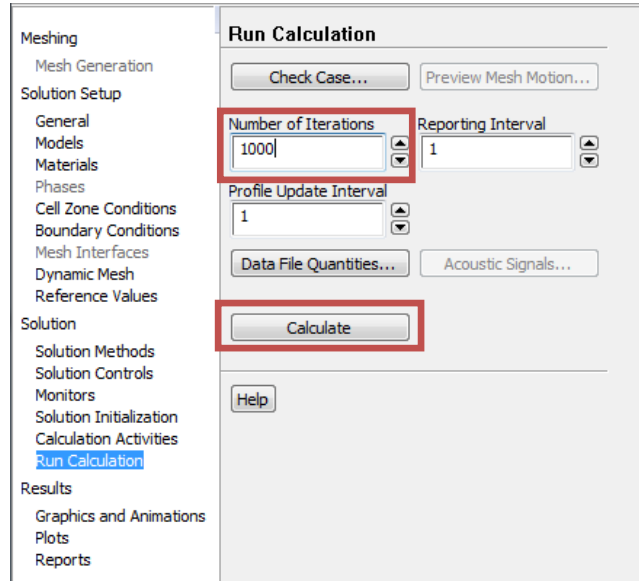 Meshing
Mesh Generation
Solution Setup
General
Models
Materials
Phases
Cell Zone Conditions
Boundary Conditions
Mesh Interfaces
Dynamic Mesh
Reference Values
Solution
Solution Methods
Solution Controls
Monitors
Solution Initialization
Calculation Activities
Run Calculation
Results
Graphics and Animations
Plots
Reports
Run Calculation
Check Case... Preview Mesh Motion...
Number of Iterations Reporting Interval
1000 1
Profile Update Interval
1
Data File Quantities... Acoustic Signals...
Calculate
Help